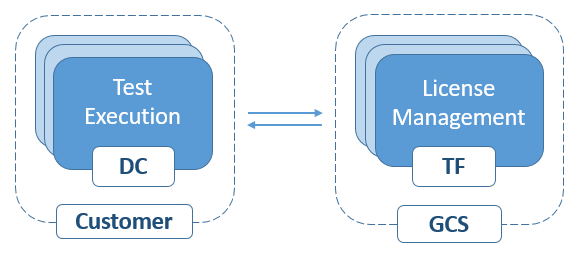 Test
Execution
DC
Customer
License
Management
TF
GCS